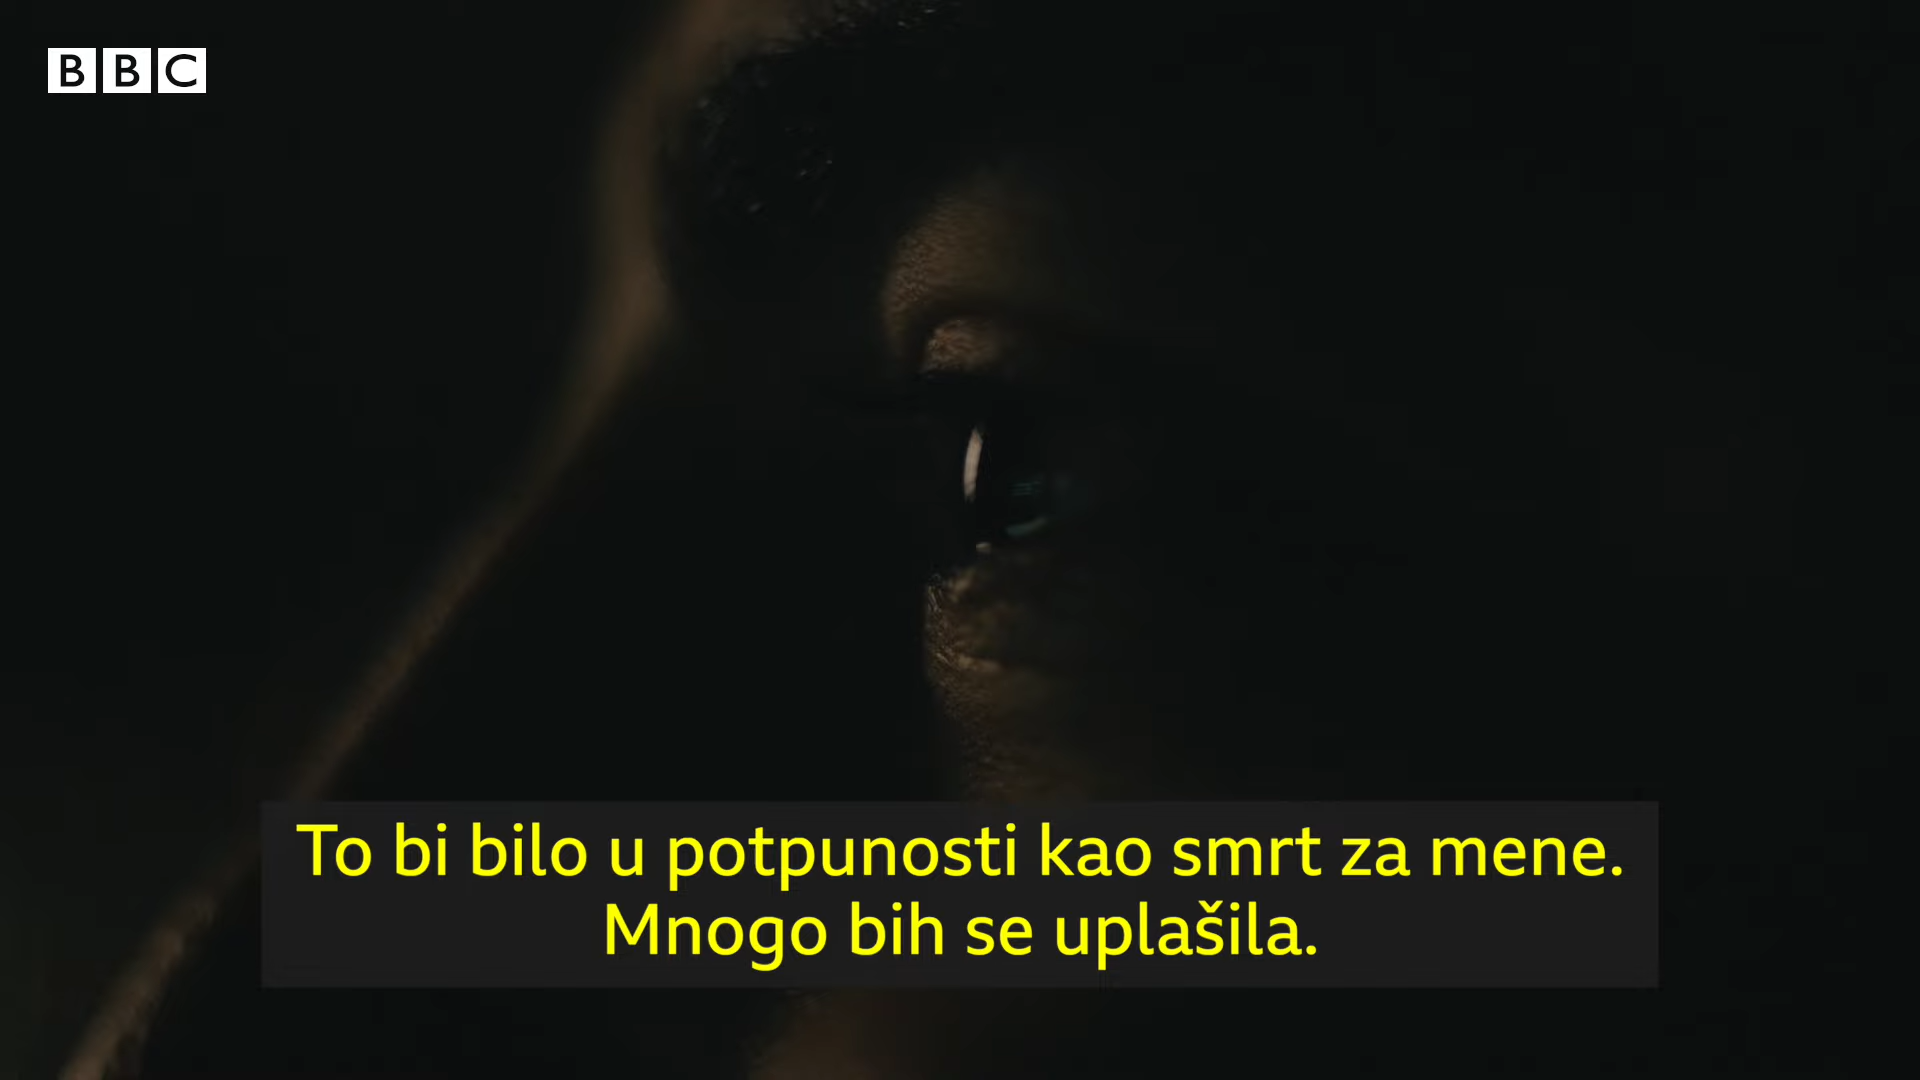 BBC
To bi bilo u potpunosti kao smrt za mene.
Mnogo bih se uplašila.